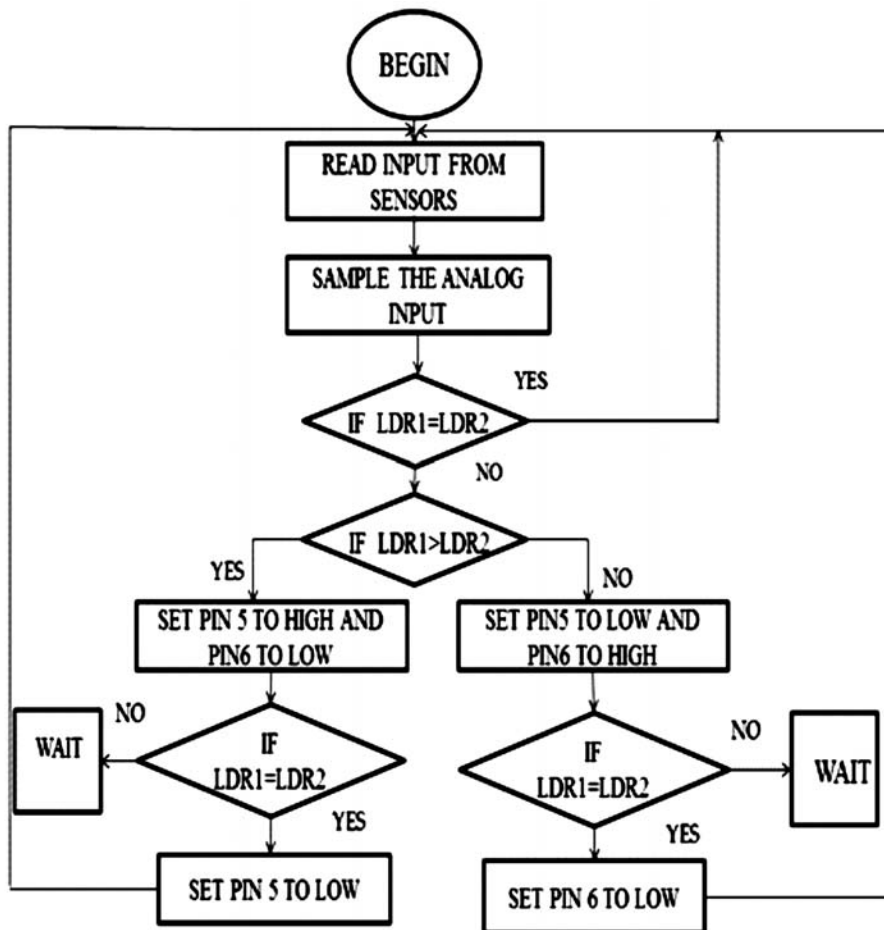 BEGIN
READ INPUT FROM
SENSORS
SAMPLE THE ANALOG
INPUT
YES
IF LDR1=LDR2
NO
IF LDR1>LDR2
YES
NO
SET PIN 5 TO HIGH AND
PIN6 TO LOW
SET PIN5 TO LOW AND
PIN6 TO HIGH
NO
WAIT
IF
LDR1=LDR2
YES
NO
WAIT
IF
LDR1=LDR2
YES
SET PIN 5 TO LOW
SET PIN 6 TO LOW